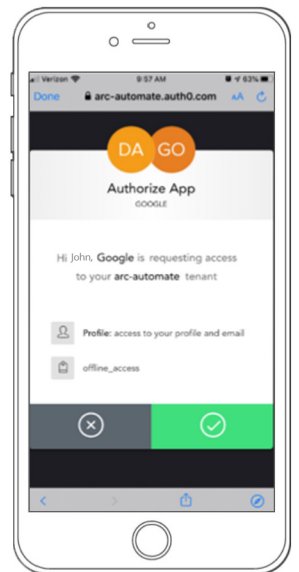 Verizon 9:57 AM 63%
Done arc-automate.auth0.com AA
DA GO
Authorize App
GOOGLE
Hi John, Google is requesting access
to your arc-automate tenant
Profile: access to your profile and email
offline_access